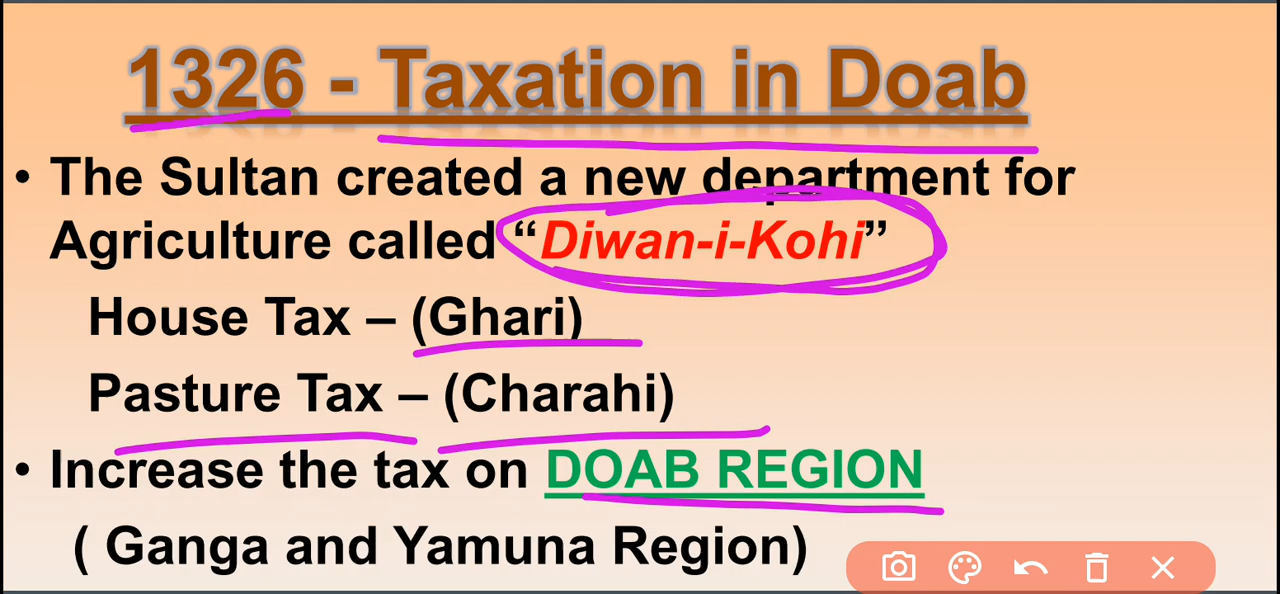 1326 - Taxation in Doab
• The Sultan created a new department for
Agriculture called “Diwan-i-Kohi”
House Tax – (Ghari)
Pasture Tax – (Charahi)
• Increase the tax on DOAB REGION
( Ganga and Yamuna Region)